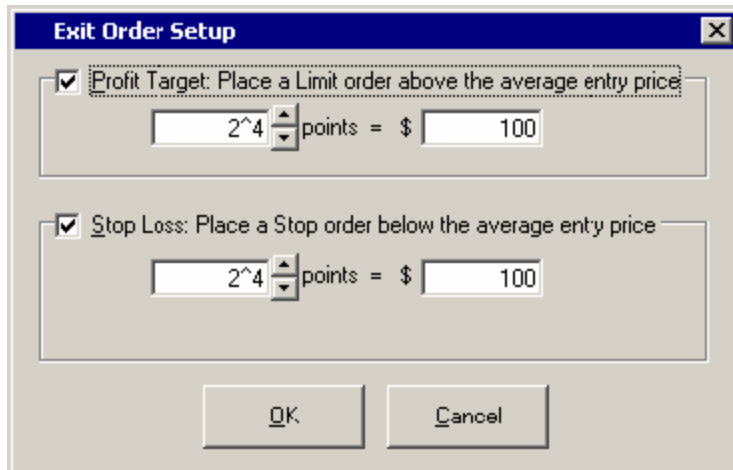 Exit Order Setup
Profit Target: Place a Limit order above the average entry price
2^4 points = $ 100
Stop Loss: Place a Stop order below the average entry price
2^4 points = $ 100
OK Cancel